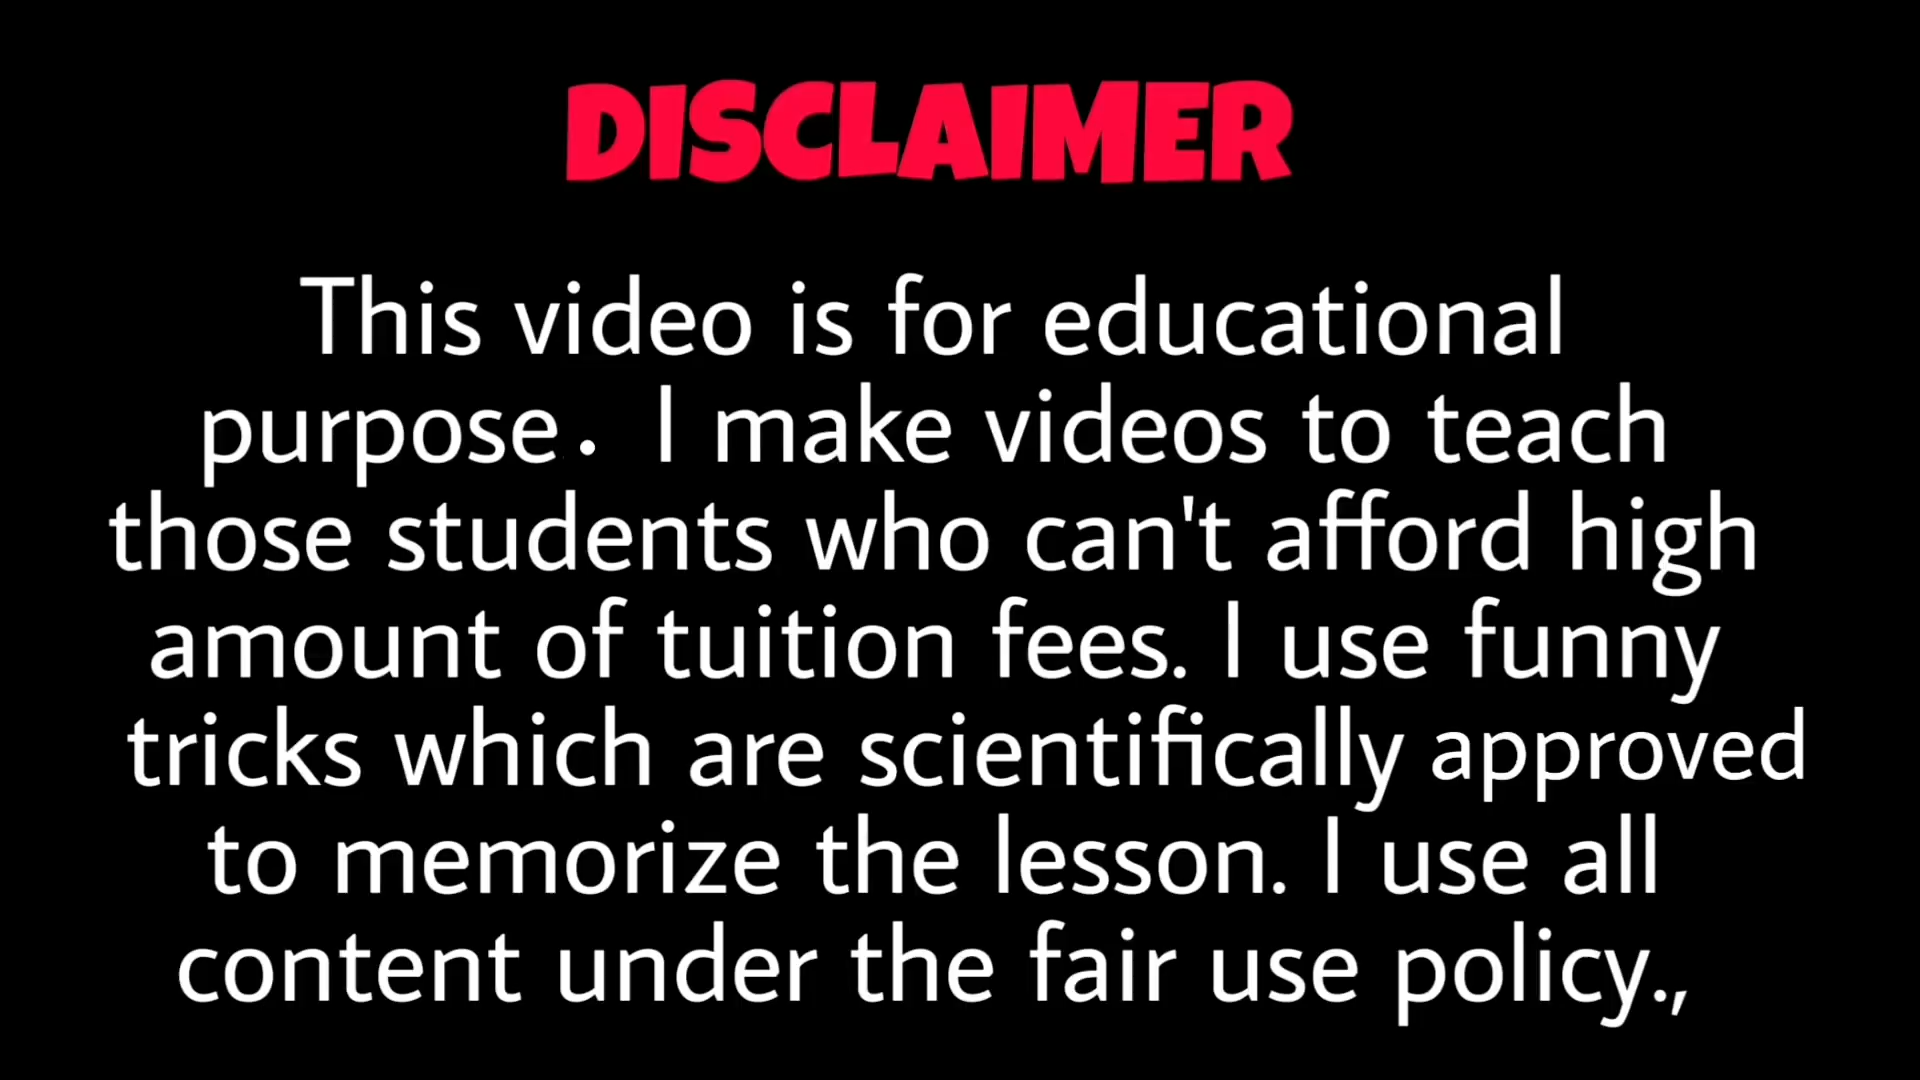 DISCLAIMER
This video is for educational
purpose. I make videos to teach
those students who can't afford high
amount of tuition fees. I use funny
tricks which are scientifically approved
to memorize the lesson. I use all
content under the fair use policy.,